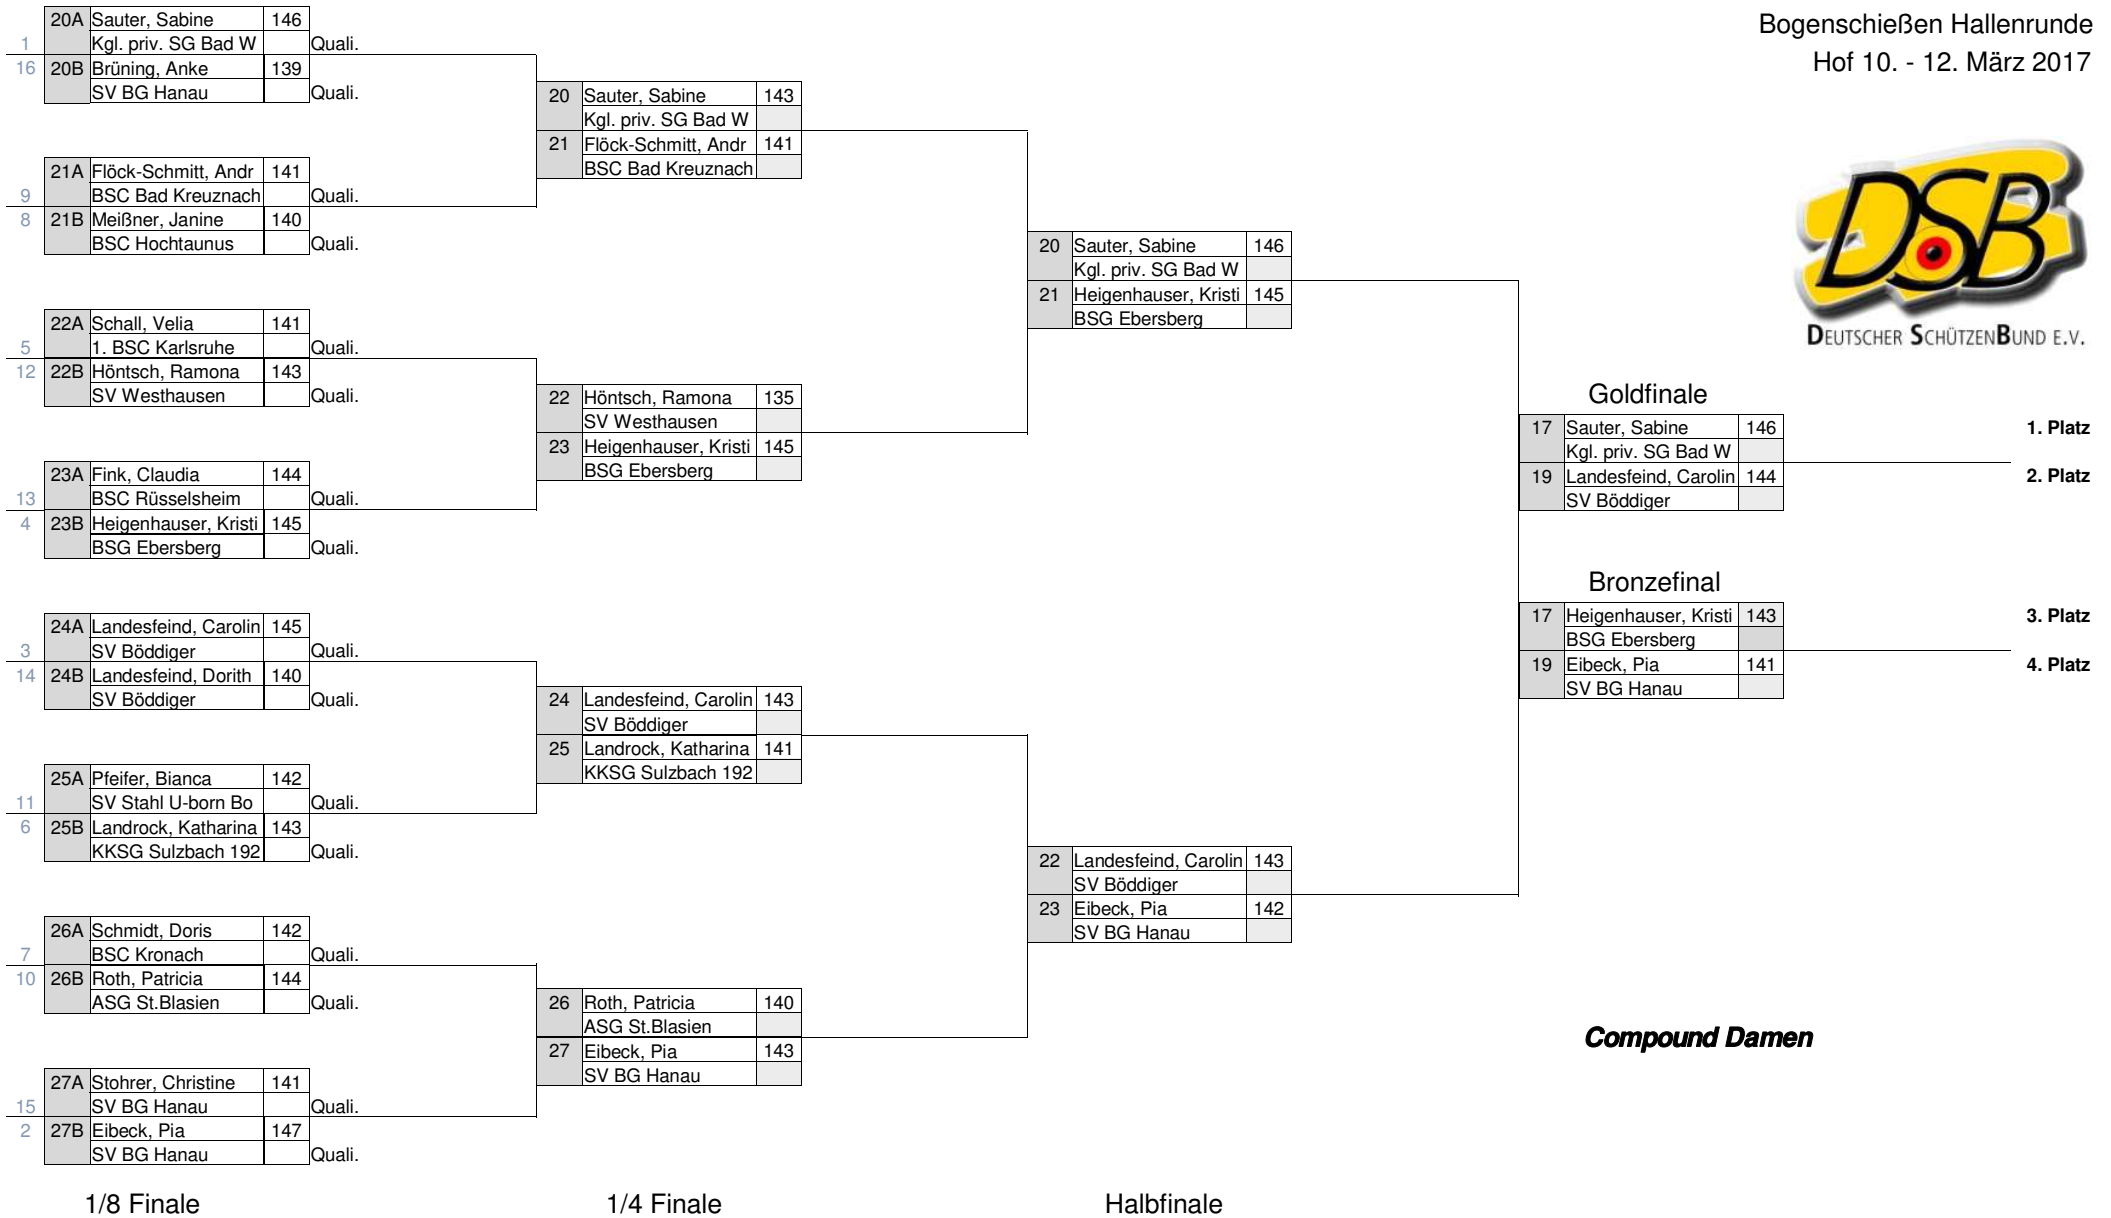 Bogenschießen Hallenrunde
Hof 10. - 12. März 2017
DSB
DEUTSCHER SCHÜTZENBUND E.V.
20A Sauter, Sabine 146
1 Kgl. priv. SG Bad W Quali.
16 20B Brüning, Anke 139
SV BG Hanau Quali.
21A Flöck-Schmitt, Andr 141
9 BSC Bad Kreuznach Quali.
8 21B Meißner, Janine 140
BSC Hochtaunus Quali.
22A Schall, Velia 141
5 1. BSC Karlsruhe Quali.
12 22B Höntsch, Ramona 143
SV Westhausen Quali.
23A Fink, Claudia 144
13 BSC Rüsselsheim Quali.
4 23B Heigenhauser, Kristi 145
BSG Ebersberg Quali.
24A Landesfeind, Carolin 145
3 SV Böddiger Quali.
14 24B Landesfeind, Dorith 140
SV Böddiger Quali.
25A Pfeifer, Bianca 142
11 SV Stahl U-born Bo Quali.
6 25B Landrock, Katharina 143
KKSG Sulzbach 192 Quali.
26A Schmidt, Doris 142
7 BSC Kronach Quali.
10 26B Roth, Patricia 144
ASG St.Blasien Quali.
27A Stohrer, Christine 141
15 SV BG Hanau Quali.
2 27B Eibeck, Pia 147
SV BG Hanau Quali.
1/8 Finale
20 Sauter, Sabine 143
Kgl. priv. SG Bad W
21 Flöck-Schmitt, Andr 141
BSC Bad Kreuznach
22 Höntsch, Ramona 135
SV Westhausen
23 Heigenhauser, Kristi 145
BSG Ebersberg
24 Landesfeind, Carolin 143
SV Böddiger
25 Landrock, Katharina 141
KKSG Sulzbach 192
26 Roth, Patricia 140
ASG St.Blasien
27 Eibeck, Pia 143
SV BG Hanau
1/4 Finale
20 Sauter, Sabine 146
Kgl. priv. SG Bad W
21 Heigenhauser, Kristi 145
BSG Ebersberg
22 Landesfeind, Carolin 143
SV Böddiger
23 Eibeck, Pia 142
SV BG Hanau
Halbfinale
Goldfinale
17 Sauter, Sabine 146 1. Platz
Kgl. priv. SG Bad W
19 Landesfeind, Carolin 144 2. Platz
SV Böddiger
Bronzefinal
17 Heigenhauser, Kristi 143 3. Platz
BSG Ebersberg
19 Eibeck, Pia 141 4. Platz
SV BG Hanau
Compound Damen